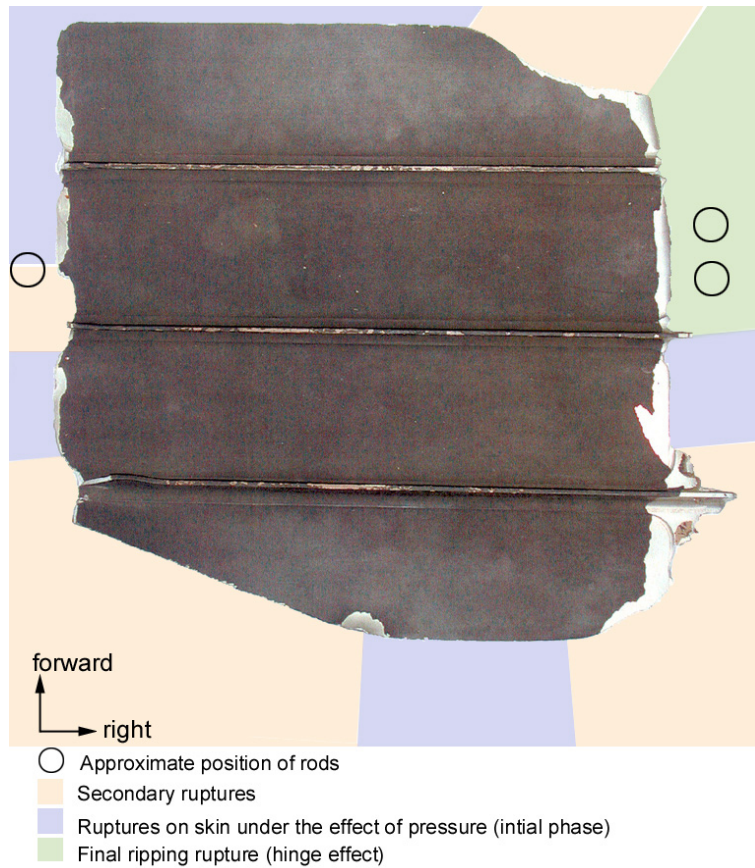 forward
right
Approximate position of rods
Secondary ruptures
Ruptures on skin under the effect of pressure (intial phase)
Final ripping rupture (hinge effect)